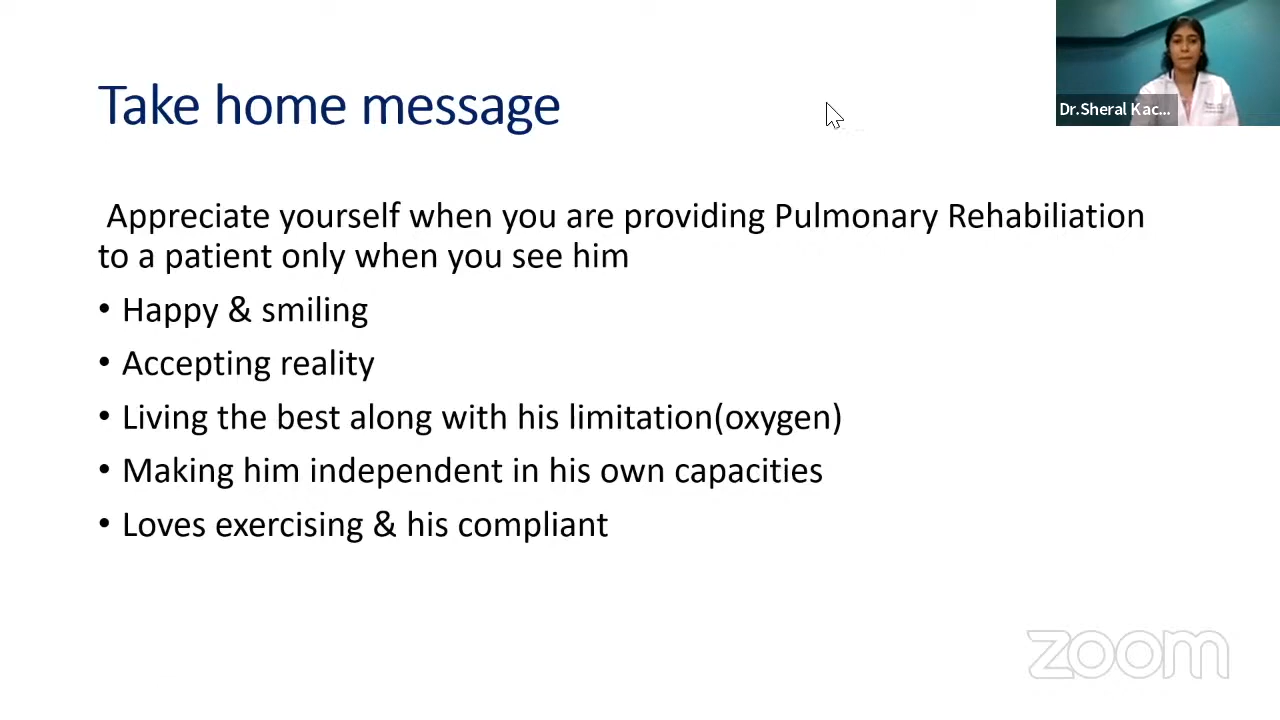 Take home message
Dr.Sheral Kac...
Appreciate yourself when you are providing Pulmonary Rehabiliation
to a patient only when you see him
• Happy & smiling
• Accepting reality
• Living the best along with his limitation(oxygen)
• Making him independent in his own capacities
• Loves exercising & his compliant
zoom